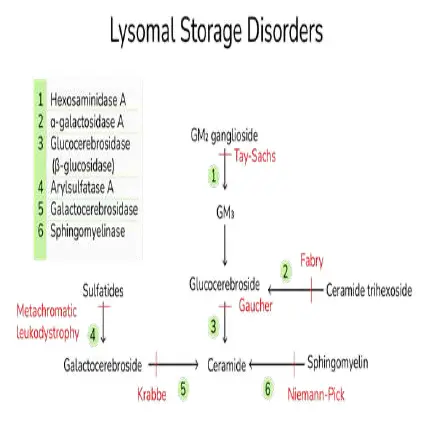 Lysomal Storage Disorders
1 Hexosaminidase A
2 α-galactosidase A
3 Glucocerebrosidase
(β-glucosidase)
4 Arylsulfatase A
5 Galactocerebrosidase
6 Sphingomyelinase
GM₂ ganglioside
Tay-Sachs
1
GM₃
Fabry
2
Glucocerebroside
Ceramide trihexoside
Sulfatides
Gaucher
Metachromatic
leukodystrophy
4
3
Galactocerebroside
Ceramide
Sphingomyelin
Krabbe
5
6
Niemann-Pick